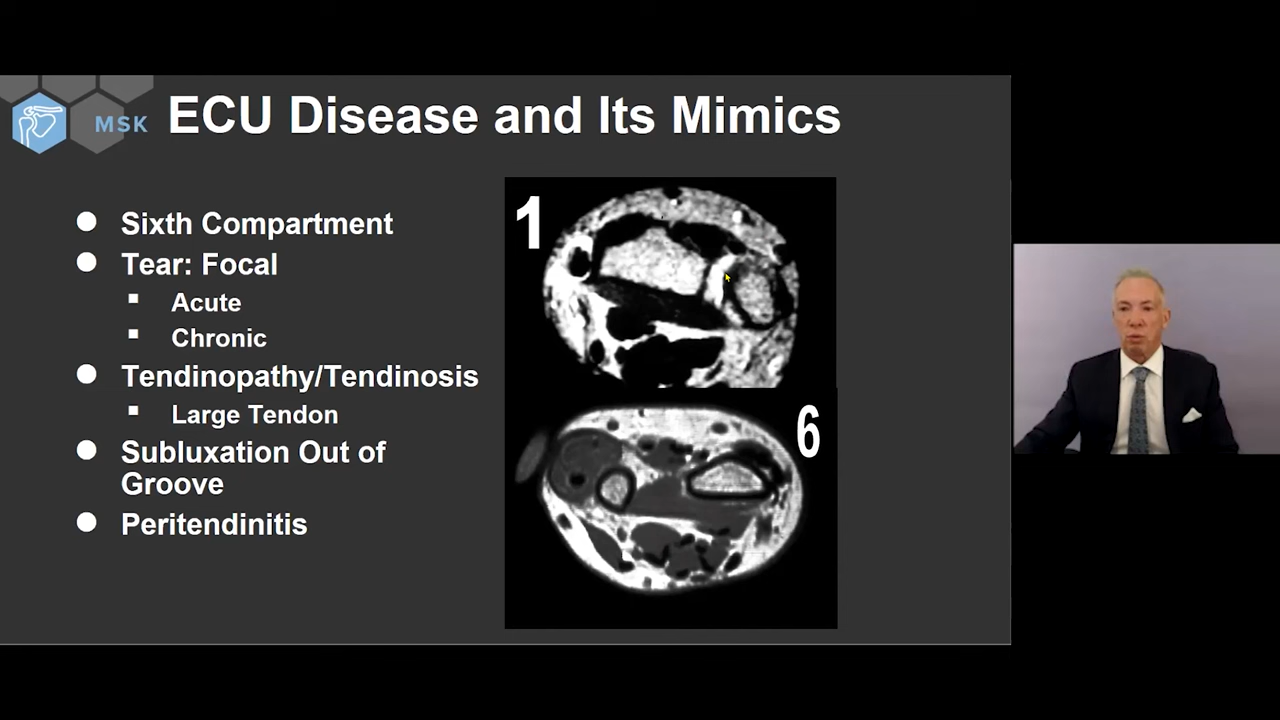 MSK
ECU Disease and Its Mimics
Sixth Compartment
Tear: Focal
Acute
Chronic
Tendinopathy/Tendinosis
Large Tendon
Subluxation Out of
Groove
Peritendinitis
1
6